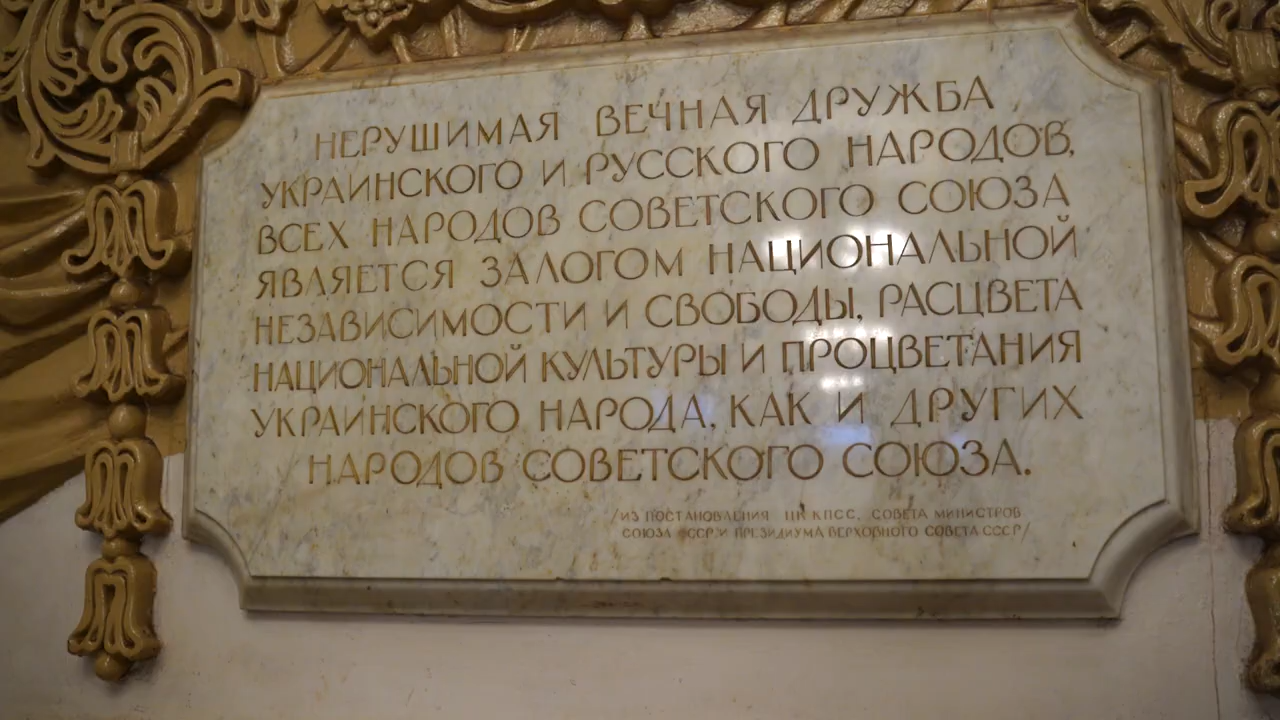 НЕРУШИМАЯ ВЕЧНАЯ ДРУЖБА
УКРАИНСКОГО И РУССКОГО НАРОДОВ,
ВСЕХ НАРОДОВ СОВЕТСКОГО СОЮЗА
ЯВЛЯЕТСЯ ЗАЛОГОМ НАЦИОНАЛЬНОЙ
НЕЗАВИСИМОСТИ И СВОБОДЫ, РАСЦВЕТА
НАЦИОНАЛЬНОЙ КУЛЬТУРЫ И ПРОЦВЕТАНИЯ
УКРАИНСКОГО НАРОДА, КАК И ДРУГИХ
НАРОДОВ СОВЕТСКОГО СОЮЗА.
/ИЗ ПОСТАНОВЛЕНИЯ ЦК КПСС, СОВЕТА МИНИСТРОВ
СОЮЗА ССР И ПРЕЗИДИУМА ВЕРХОВНОГО СОВЕТА СССР/